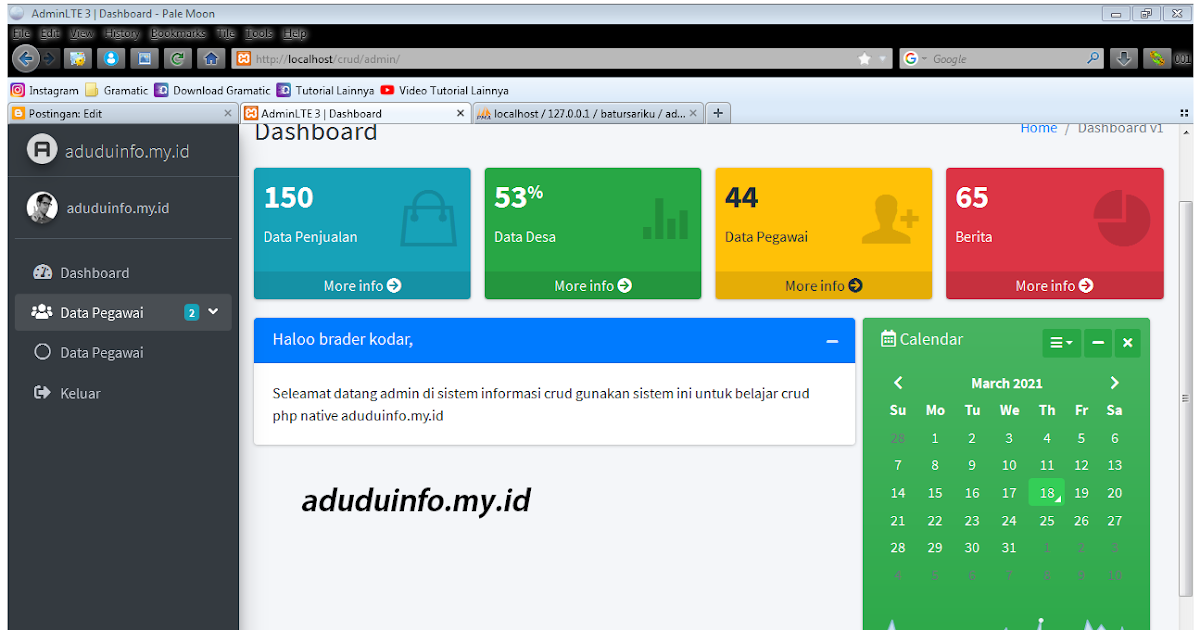 AdminLTE 3 | Dashboard - Pale Moon
File Edit View History Bookmarks Tile Tools Help
http://localhost/crud/admin/
Google
001
Instagram Gramatic Download Gramatic Tutorial Lainnya Video Tutorial Lainnya
Postingan: Edit
AdminLTE 3 | Dashboard
localhost / 127.0.0.1 / batursariku / ad...
aduduinfo.my.id
aduduinfo.my.id
Dashboard
Data Pegawai 2
Data Pegawai
Keluar
Dashboard
Home / Dashboard v1
150
Data Penjualan
More info
53%
Data Desa
More info
44
Data Pegawai
More info
65
Berita
More info
Haloo brader kodar,
Seleamat datang admin di sistem informasi crud gunakan sistem ini untuk belajar crud
php native aduduinfo.my.id
aduduinfo.my.id
Calendar
March 2021
Su Mo Tu We Th Fr Sa
28 1 2 3 4 5 6
7 8 9 10 11 12 13
14 15 16 17 18 19 20
21 22 23 24 25 26 27
28 29 30 31 1 2 3
4 5 6 7 8 9 10